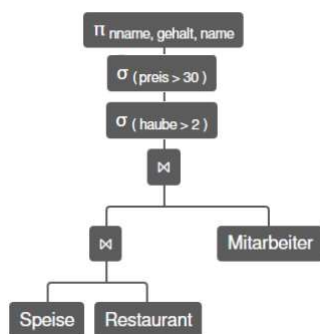 π nname, gehalt, name
σ ( preis > 30 )
σ ( haube > 2 )
⋈
⋈ Mitarbeiter
Speise Restaurant